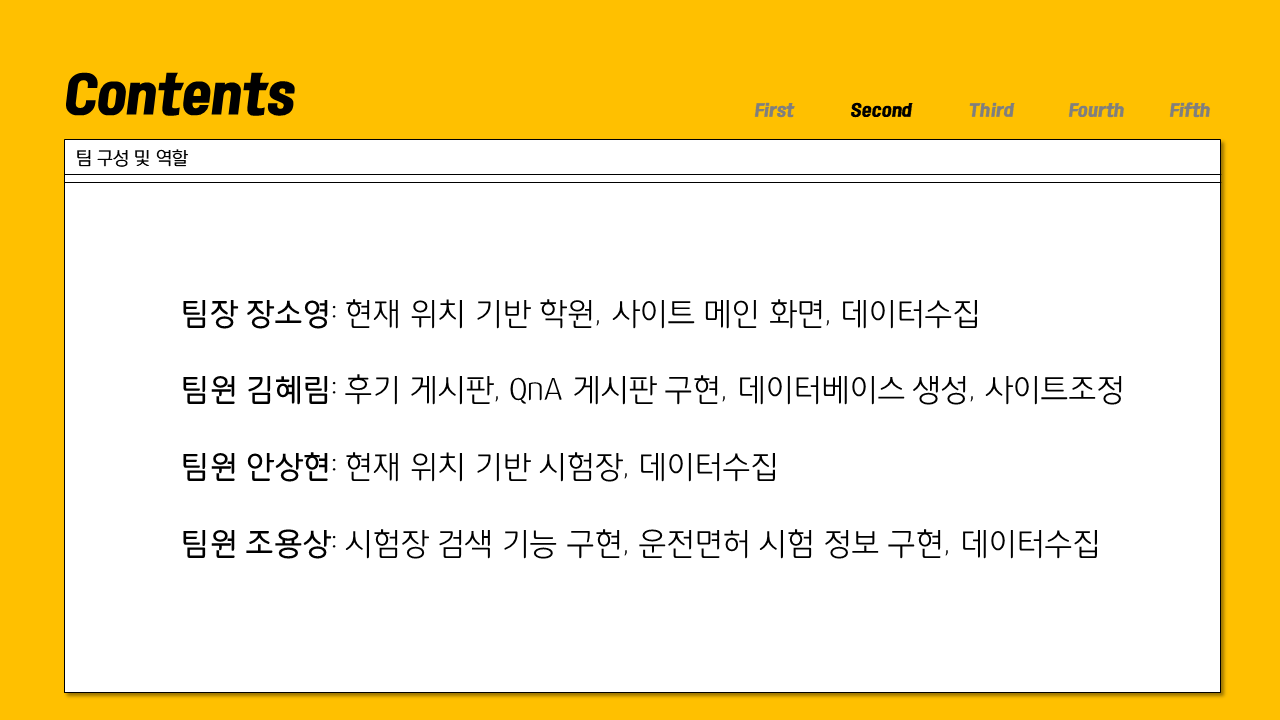 Contents
First Second Third Fourth Fifth
팀 구성 및 역할
팀장 장소영: 현재 위치 기반 학원, 사이트 메인 화면, 데이터수집
팀원 김혜림: 후기 게시판, QnA 게시판 구현, 데이터베이스 생성, 사이트조정
팀원 안상현: 현재 위치 기반 시험장, 데이터수집
팀원 조용상: 시험장 검색 기능 구현, 운전면허 시험 정보 구현, 데이터수집